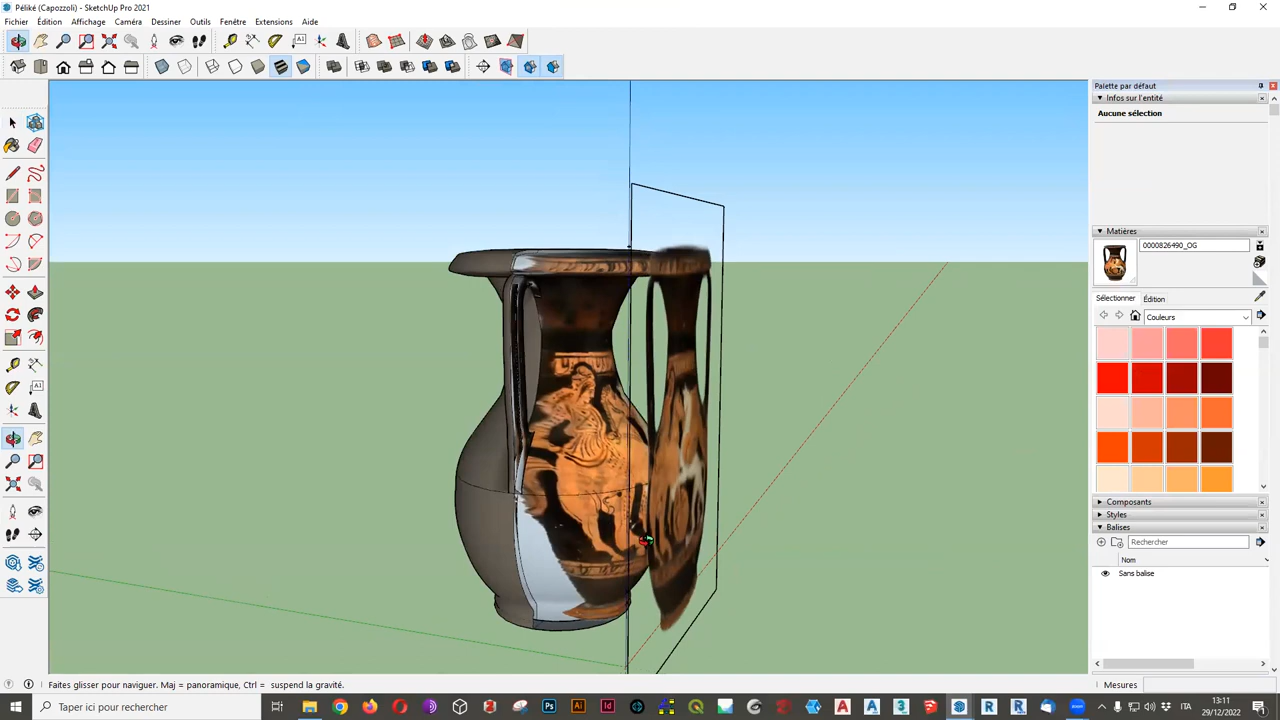 Péliké (Capozzoli) - SketchUp Pro 2021
Fichier Édition Affichage Caméra Dessiner Outils Fenêtre Extensions Aide
Palette par défaut
Infos sur l'entité
Aucune sélection
Matières
0000826490_OG
Sélectionner Édition
Couleurs
Composants
Styles
Balises
Rechercher
Nom
Sans balise
Faites glisser pour naviguer. Maj = panoramique, Ctrl = suspend la gravité.
Mesures
Taper ici pour rechercher
ITA
13:11
29/12/2022